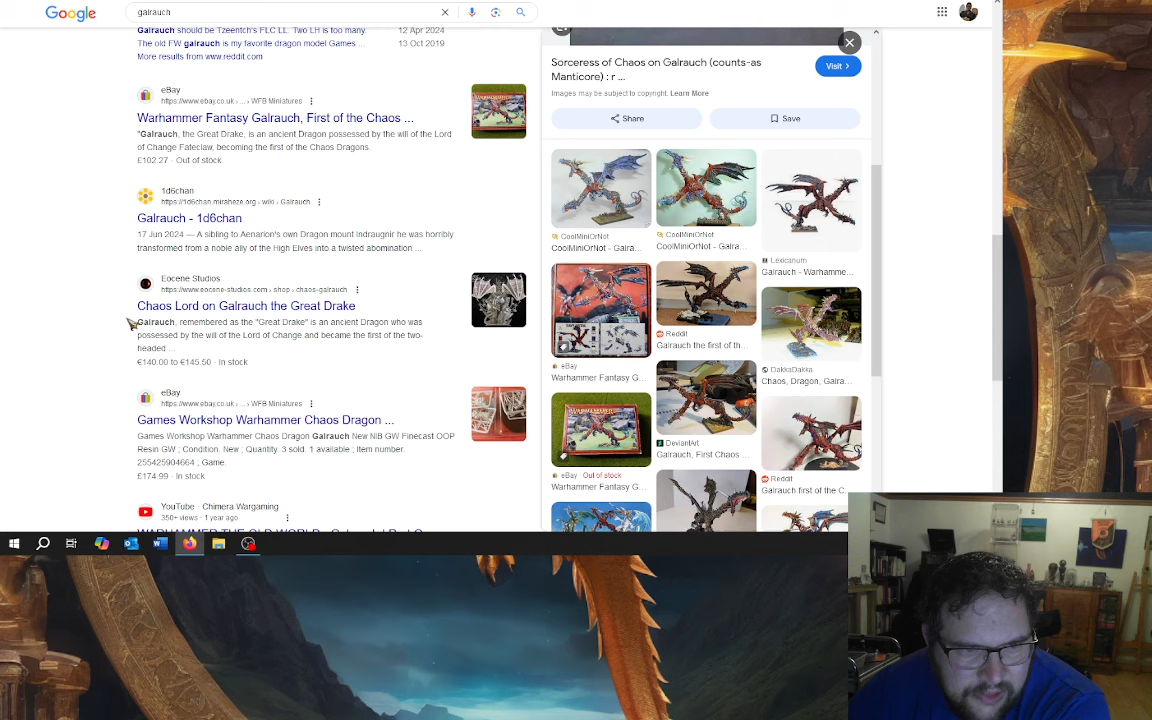 Google
galrauch
Galrauch should be Tzeentch's FLC LL. Two LH is too many.
12 Apr 2024
The old FW galrauch is my favorite dragon model Games ...
13 Oct 2019
More results from www.reddit.com
eBay
https://www.ebay.co.uk › ... › WFB Miniatures
Warhammer Fantasy Galrauch, First of the Chaos ...
"Galrauch, the Great Drake, is an ancient Dragon possessed by the will of the Lord
of Change Fateclaw, becoming the first of the Chaos Dragons.
£102.27 · Out of stock
1d6chan
https://1d6chan.miraheze.org › wiki › Galrauch
Galrauch - 1d6chan
17 Jun 2024 — A sibling to Aenarion's own Dragon mount Indraugnir he was horribly
transformed from a noble ally of the High Elves into a twisted abomination ...
Eocene Studios
https://www.eocene-studios.com › shop › chaos-galrauch
Chaos Lord on Galrauch the Great Drake
Galrauch, remembered as the "Great Drake" is an ancient Dragon who was
possessed by the will of the Lord of Change and became the first of the two-
headed ...
€140.00 to €145.50 · In stock
eBay
https://www.ebay.co.uk › ... › WFB Miniatures
Games Workshop Warhammer Chaos Dragon ...
Games Workshop Warhammer Chaos Dragon Galrauch New NIB GW Finecast OOP
Resin GW ; Condition. New ; Quantity. 3 sold. 1 available ; item number.
255425904664 ; Game.
£174.99 · In stock
YouTube · Chimera Wargaming
350+ views · 1 year ago
Sorceress of Chaos on Galrauch (counts-as
Manticore) : r ...
Visit
Images may be subject to copyright. Learn More
Share
Save
CoolMiniOrNot
CoolMiniOrNot - Galra...
CoolMiniOrNot
CoolMiniOrNot - Galra...
Lexicanum
Galrauch - Warhamme...
eBay
Warhammer Fantasy G...
Reddit
Galrauch the first of th...
DakkaDakka
Chaos, Dragon, Galra...
eBay · Out of stock
Warhammer Fantasy G...
DeviantArt
Galrauch, First Chaos ...
Reddit
Galrauch first of the C